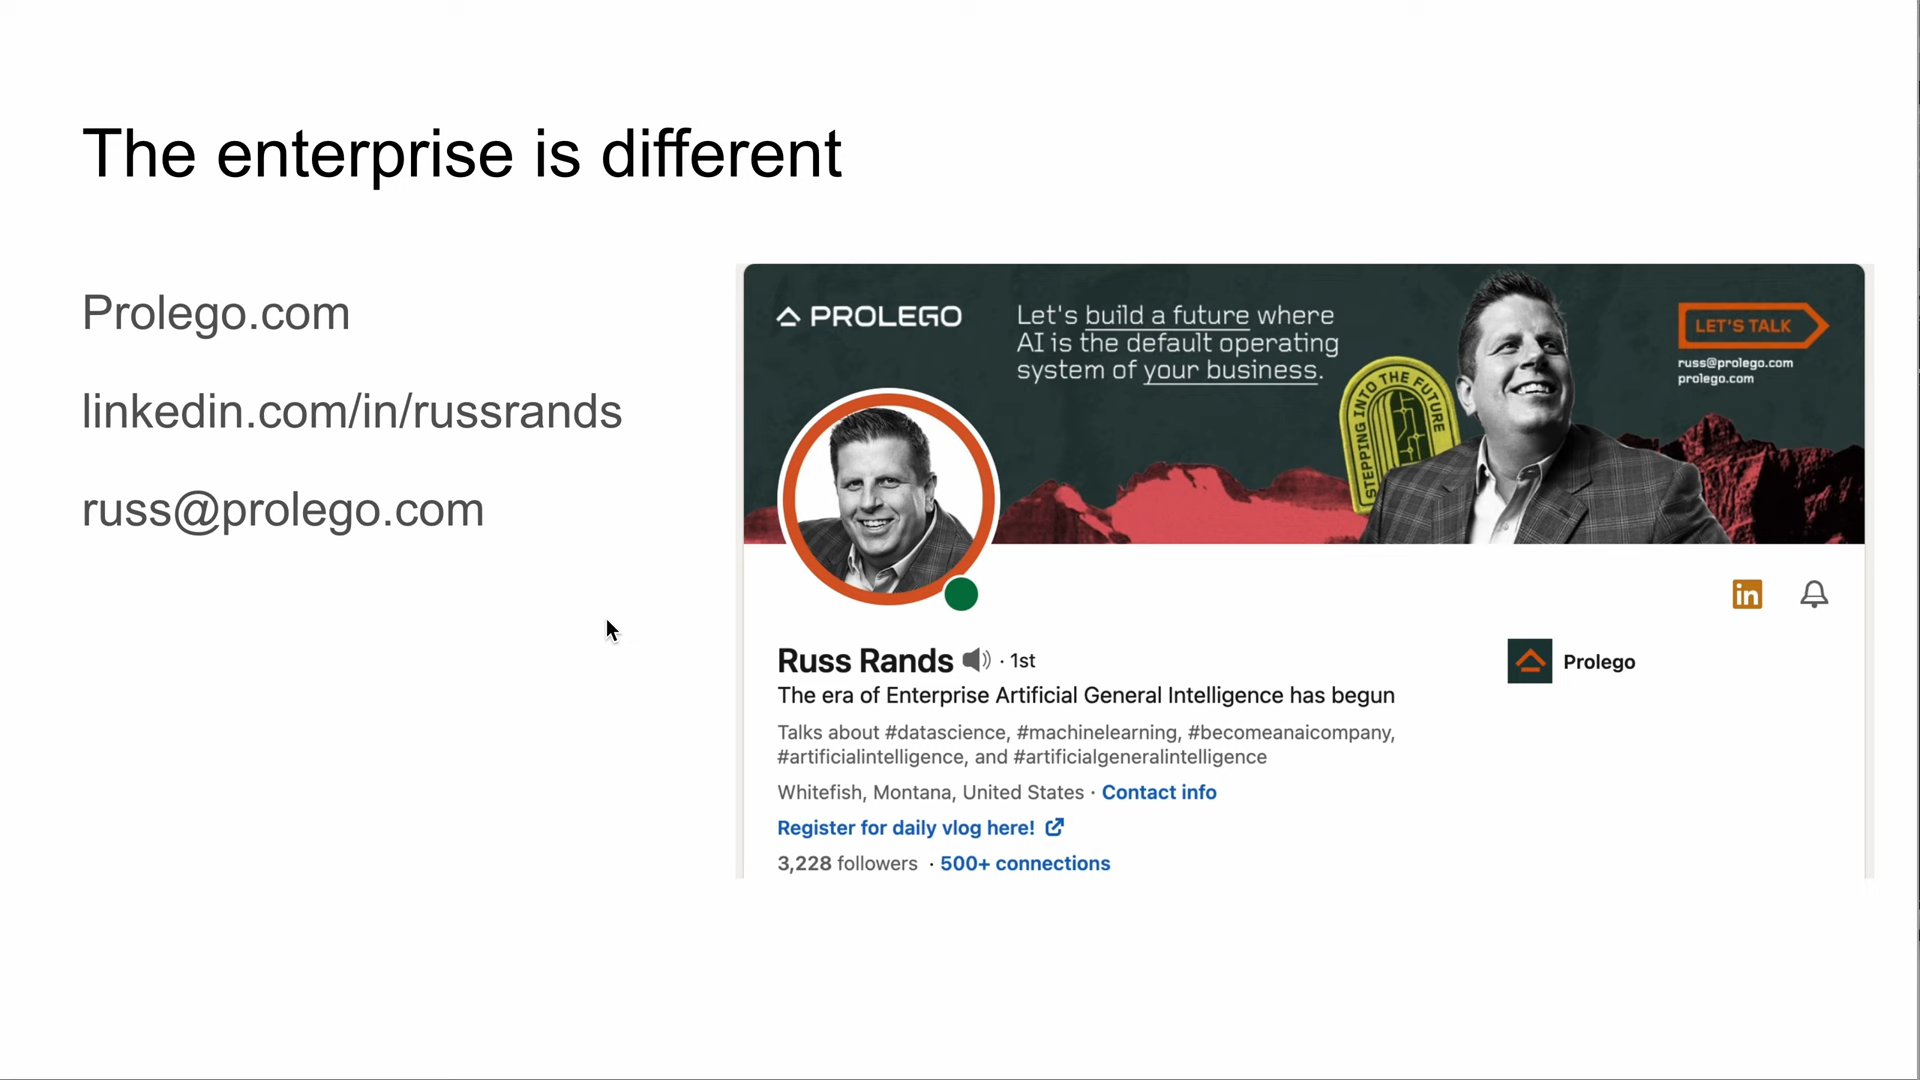 The enterprise is different
Prolego.com
linkedin.com/in/russrands
russ@prolego.com
PROLEGO
Let's build a future where
AI is the default operating
system of your business.
STEPPING INTO THE FUTURE
LET'S TALK
russ@prolego.com
prolego.com
in
Russ Rands · 1st
Prolego
The era of Enterprise Artificial General Intelligence has begun
Talks about #datascience, #machinelearning, #becomeanaicompany,
#artificialintelligence, and #artificialgeneralintelligence
Whitefish, Montana, United States · Contact info
Register for daily vlog here!
3,228 followers · 500+ connections